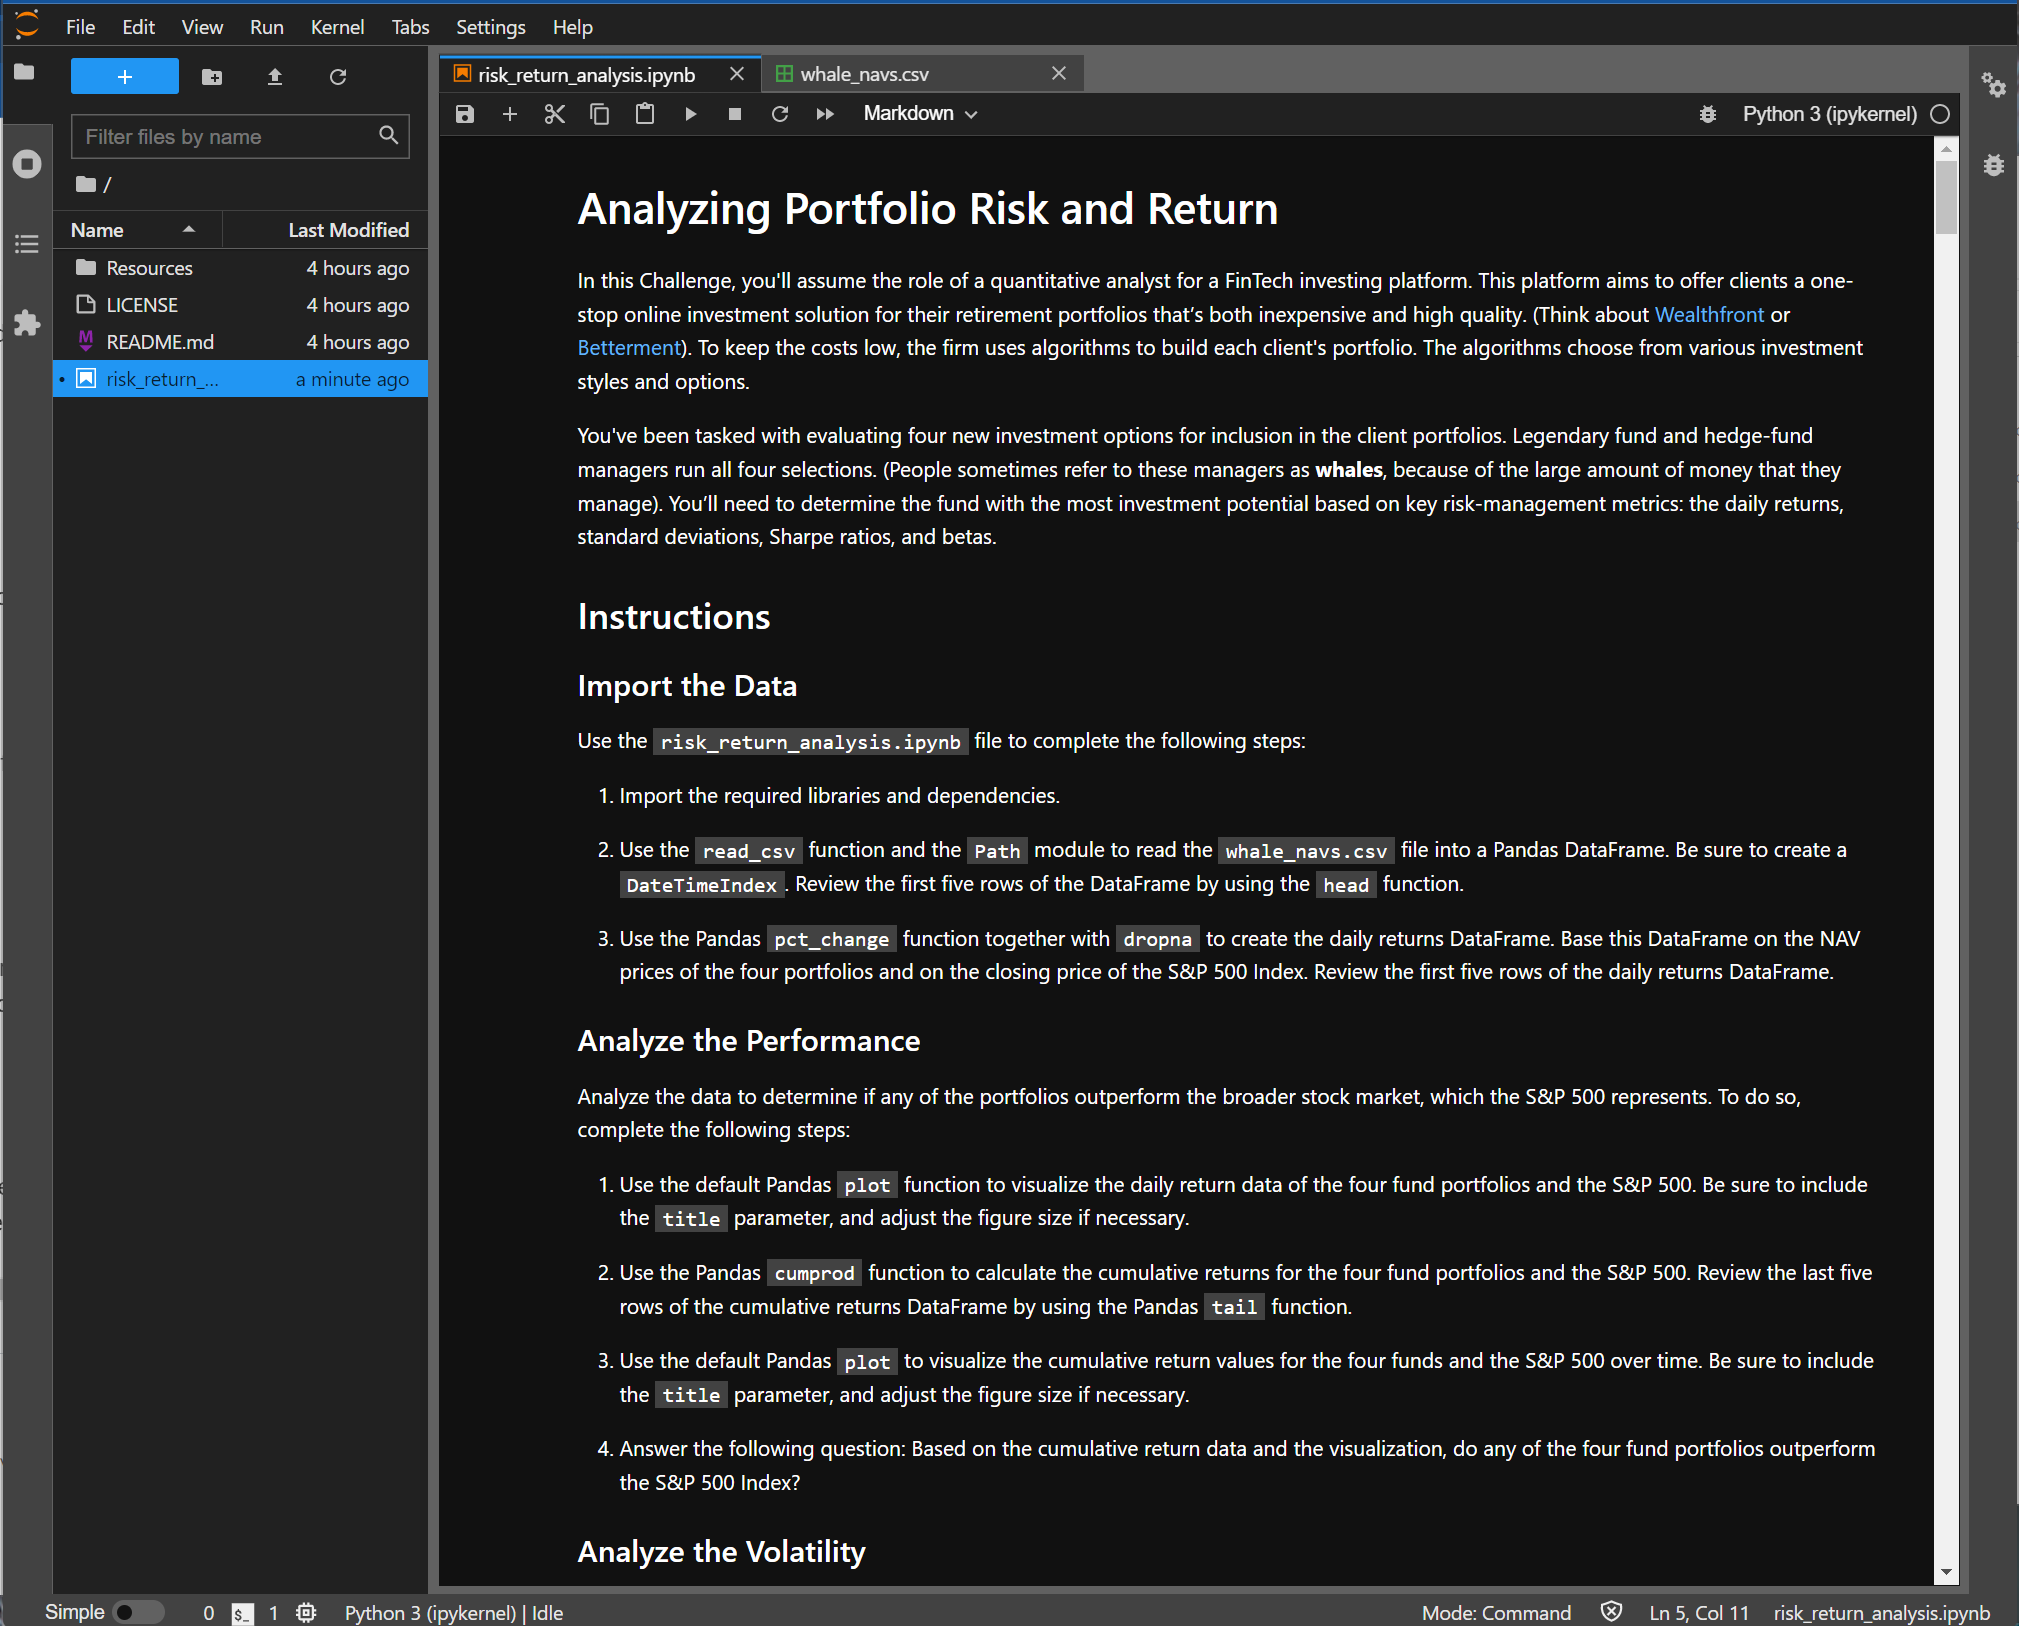 File Edit View Run Kernel Tabs Settings Help
+
Filter files by name
/
Name Last Modified
Resources 4 hours ago
LICENSE 4 hours ago
README.md 4 hours ago
risk_return_... a minute ago
risk_return_analysis.ipynb whale_navs.csv
Markdown Python 3 (ipykernel)
Analyzing Portfolio Risk and Return
In this Challenge, you'll assume the role of a quantitative analyst for a FinTech investing platform. This platform aims to offer clients a one-
stop online investment solution for their retirement portfolios that’s both inexpensive and high quality. (Think about Wealthfront or
Betterment). To keep the costs low, the firm uses algorithms to build each client's portfolio. The algorithms choose from various investment
styles and options.
You've been tasked with evaluating four new investment options for inclusion in the client portfolios. Legendary fund and hedge-fund
managers run all four selections. (People sometimes refer to these managers as whales, because of the large amount of money that they
manage). You’ll need to determine the fund with the most investment potential based on key risk-management metrics: the daily returns,
standard deviations, Sharpe ratios, and betas.
Instructions
Import the Data
Use the risk_return_analysis.ipynb file to complete the following steps:
1. Import the required libraries and dependencies.
2. Use the read_csv function and the Path module to read the whale_navs.csv file into a Pandas DataFrame. Be sure to create a
DateTimeIndex. Review the first five rows of the DataFrame by using the head function.
3. Use the Pandas pct_change function together with dropna to create the daily returns DataFrame. Base this DataFrame on the NAV
prices of the four portfolios and on the closing price of the S&P 500 Index. Review the first five rows of the daily returns DataFrame.
Analyze the Performance
Analyze the data to determine if any of the portfolios outperform the broader stock market, which the S&P 500 represents. To do so,
complete the following steps:
1. Use the default Pandas plot function to visualize the daily return data of the four fund portfolios and the S&P 500. Be sure to include
the title parameter, and adjust the figure size if necessary.
2. Use the Pandas cumprod function to calculate the cumulative returns for the four fund portfolios and the S&P 500. Review the last five
rows of the cumulative returns DataFrame by using the Pandas tail function.
3. Use the default Pandas plot to visualize the cumulative return values for the four funds and the S&P 500 over time. Be sure to include
the title parameter, and adjust the figure size if necessary.
4. Answer the following question: Based on the cumulative return data and the visualization, do any of the four fund portfolios outperform
the S&P 500 Index?
Analyze the Volatility
Simple 0 $_ 1 Python 3 (ipykernel) | Idle Mode: Command Ln 5, Col 11 risk_return_analysis.ipynb